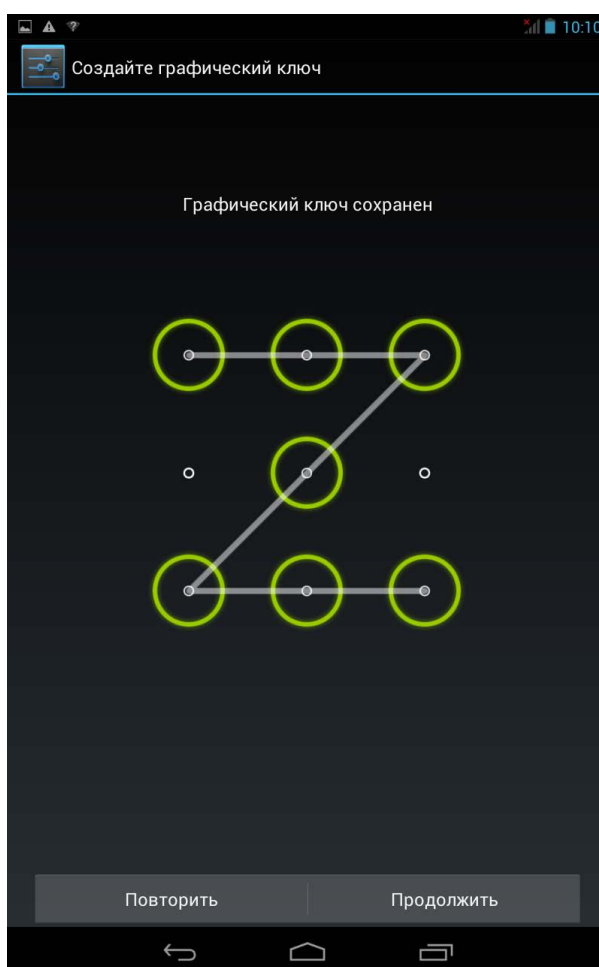 10:10
Создайте графический ключ
Графический ключ сохранен
Повторить
Продолжить